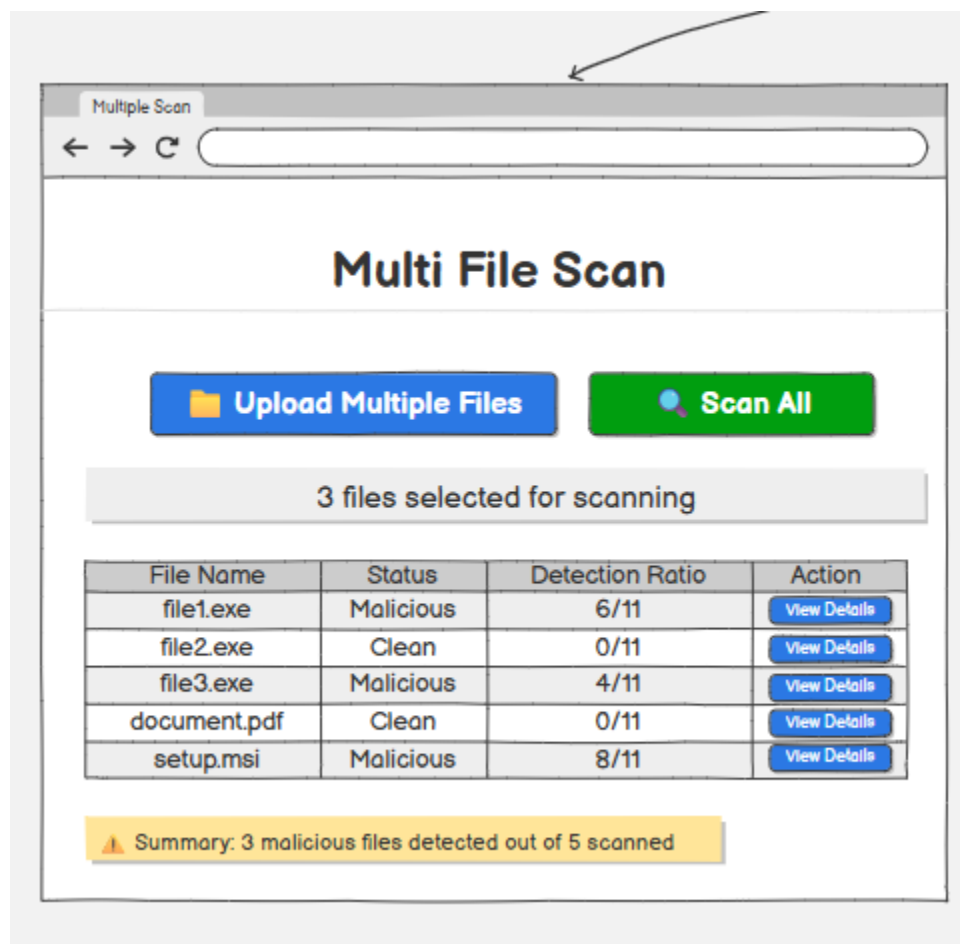 Multiple Scan
Multi File Scan
Upload Multiple Files Scan All
3 files selected for scanning
File Name Status Detection Ratio Action
file1.exe Malicious 6/11 View Details
file2.exe Clean 0/11 View Details
file3.exe Malicious 4/11 View Details
document.pdf Clean 0/11 View Details
setup.msi Malicious 8/11 View Details
Summary: 3 malicious files detected out of 5 scanned